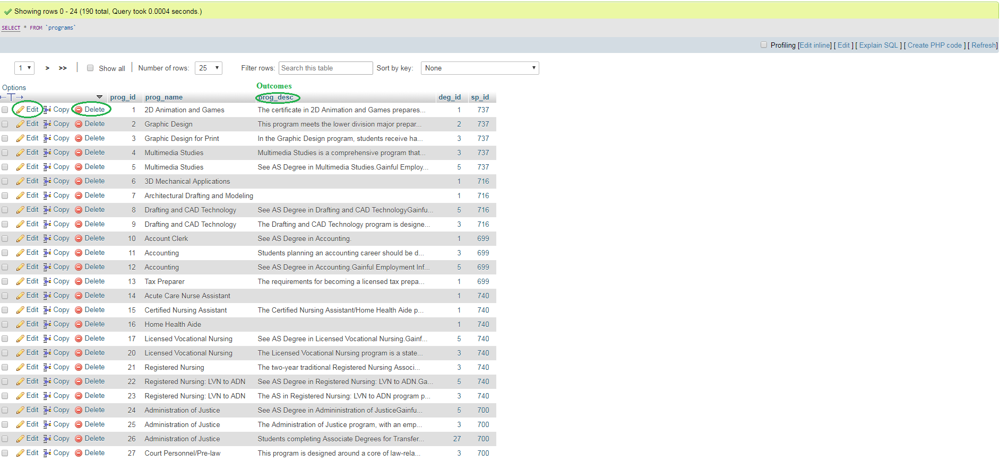 Showing rows 0 - 24 (190 total, Query took 0.0004 seconds.)
SELECT * FROM `programs`
Profiling [Edit inline] [ Edit ] [ Explain SQL ] [ Create PHP code ] [ Refresh]
1 > >> | Show all | Number of rows: 25 Filter rows: Search this table Sort by key: None
Outcomes
Options
prog_id prog_name prog_desc deg_id sp_id
Edit Copy Delete 1 2D Animation and Games The certificate in 2D Animation and Games prepares... 1 737
Edit Copy Delete 2 Graphic Design This program meets the lower division major prepar... 2 737
Edit Copy Delete 3 Graphic Design for Print In the Graphic Design program, students receive ha... 3 737
Edit Copy Delete 4 Multimedia Studies Multimedia Studies is a comprehensive program that... 3 737
Edit Copy Delete 5 Multimedia Studies See AS Degree in Multimedia Studies.Gainful Employ... 5 737
Edit Copy Delete 6 3D Mechanical Applications 1 716
Edit Copy Delete 7 Architectural Drafting and Modeling 1 716
Edit Copy Delete 8 Drafting and CAD Technology See AS Degree in Drafting and CAD TechnologyGainfu... 5 716
Edit Copy Delete 9 Drafting and CAD Technology The Drafting and CAD Technology program is designe... 3 716
Edit Copy Delete 10 Account Clerk See AS Degree in Accounting. 1 699
Edit Copy Delete 11 Accounting Students planning an accounting career should be d... 3 699
Edit Copy Delete 12 Accounting See AS Degree in Accounting.Gainful Employment Inf... 5 699
Edit Copy Delete 13 Tax Preparer The requirements for becoming a licensed tax prepa... 1 699
Edit Copy Delete 14 Acute Care Nurse Assistant 1 740
Edit Copy Delete 15 Certified Nursing Assistant The Certified Nursing Assistant/Home Health Aide p... 1 740
Edit Copy Delete 16 Home Health Aide 1 740
Edit Copy Delete 17 Licensed Vocational Nursing See AS Degree in Licensed Vocational Nursing.Gainf... 5 740
Edit Copy Delete 20 Licensed Vocational Nursing The Licensed Vocational Nursing program is a state... 3 740
Edit Copy Delete 21 Registered Nursing The two-year traditional Registered Nursing Associ... 3 740
Edit Copy Delete 22 Registered Nursing: LVN to ADN See AS Degree in Registered Nursing: LVN to ADN.Ga... 5 740
Edit Copy Delete 23 Registered Nursing: LVN to ADN The AS in Registered Nursing: LVN to ADN program p... 3 740
Edit Copy Delete 24 Administration of Justice See AS Degree in Admininistration of JusticeGainfu... 5 700
Edit Copy Delete 25 Administration of Justice The Administration of Justice program, with an emp... 3 700
Edit Copy Delete 26 Administration of Justice Students completing Associate Degrees for Transfer... 27 700
Edit Copy Delete 27 Court Personnel/Pre-law This program is designed around a core of law-rela... 3 700